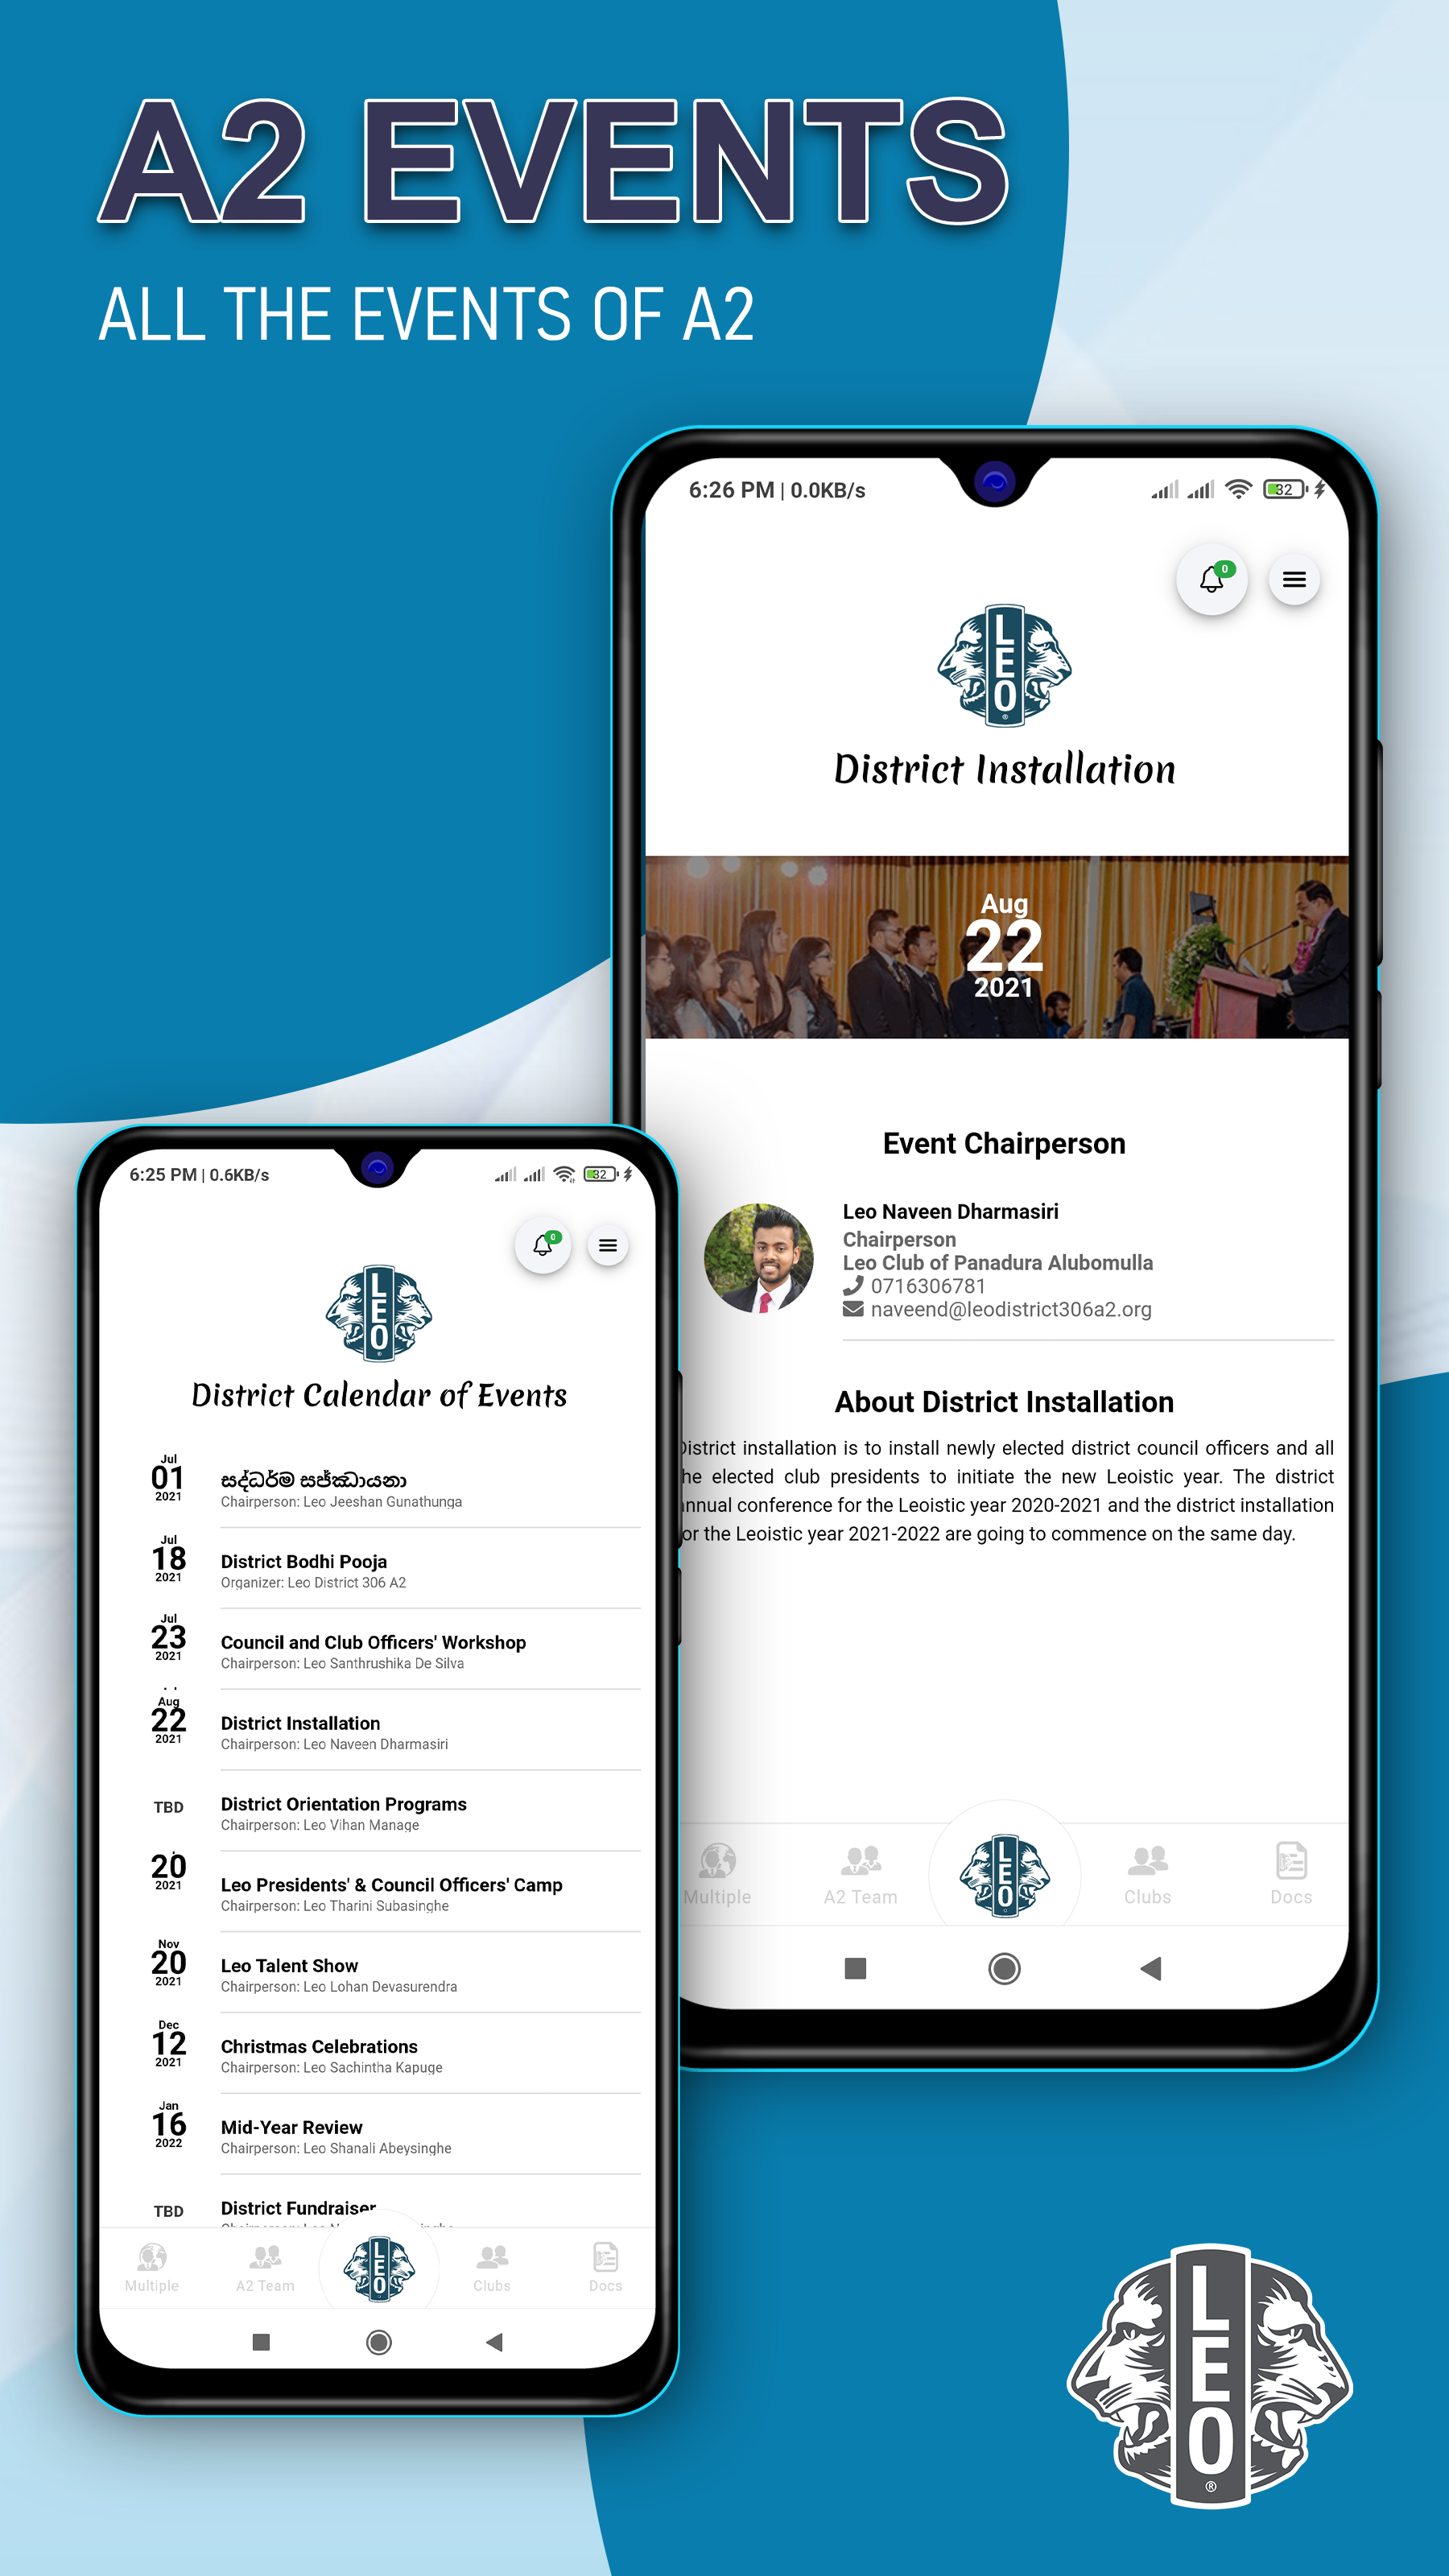 A2 EVENTS
ALL THE EVENTS OF A2
6:26 PM | 0.0KB/s
32
0
LEO
®
District Installation
Aug
22
2021
Event Chairperson
Leo Naveen Dharmasiri
Chairperson
Leo Club of Panadura Alubomulla
0716306781
naveend@leodistrict306a2.org
About District Installation
District installation is to install newly elected district council officers and all
he elected club presidents to initiate the new Leoistic year. The district
nnual conference for the Leoistic year 2020-2021 and the district installation
or the Leoistic year 2021-2022 are going to commence on the same day.
Multiple
A2 Team
LEO
Clubs
Docs
6:25 PM | 0.6KB/s
32
0
LEO
®
District Calendar of Events
Jul
01
2021
සද්ධර්ම සජ්ඣායනා
Chairperson: Leo Jeeshan Gunathunga
Jul
18
2021
District Bodhi Pooja
Organizer: Leo District 306 A2
Jul
23
2021
Council and Club Officers' Workshop
Chairperson: Leo Santhrushika De Silva
Aug
22
2021
District Installation
Chairperson: Leo Naveen Dharmasiri
TBD
District Orientation Programs
Chairperson: Leo Vihan Manage
20
2021
Leo Presidents' & Council Officers' Camp
Chairperson: Leo Tharini Subasinghe
Nov
20
2021
Leo Talent Show
Chairperson: Leo Lohan Devasurendra
Dec
12
2021
Christmas Celebrations
Chairperson: Leo Sachintha Kapuge
Jan
16
2022
Mid-Year Review
Chairperson: Leo Shanali Abeysinghe
TBD
District Fundraiser
Multiple
A2 Team
LEO
Clubs
Docs
LEO
®